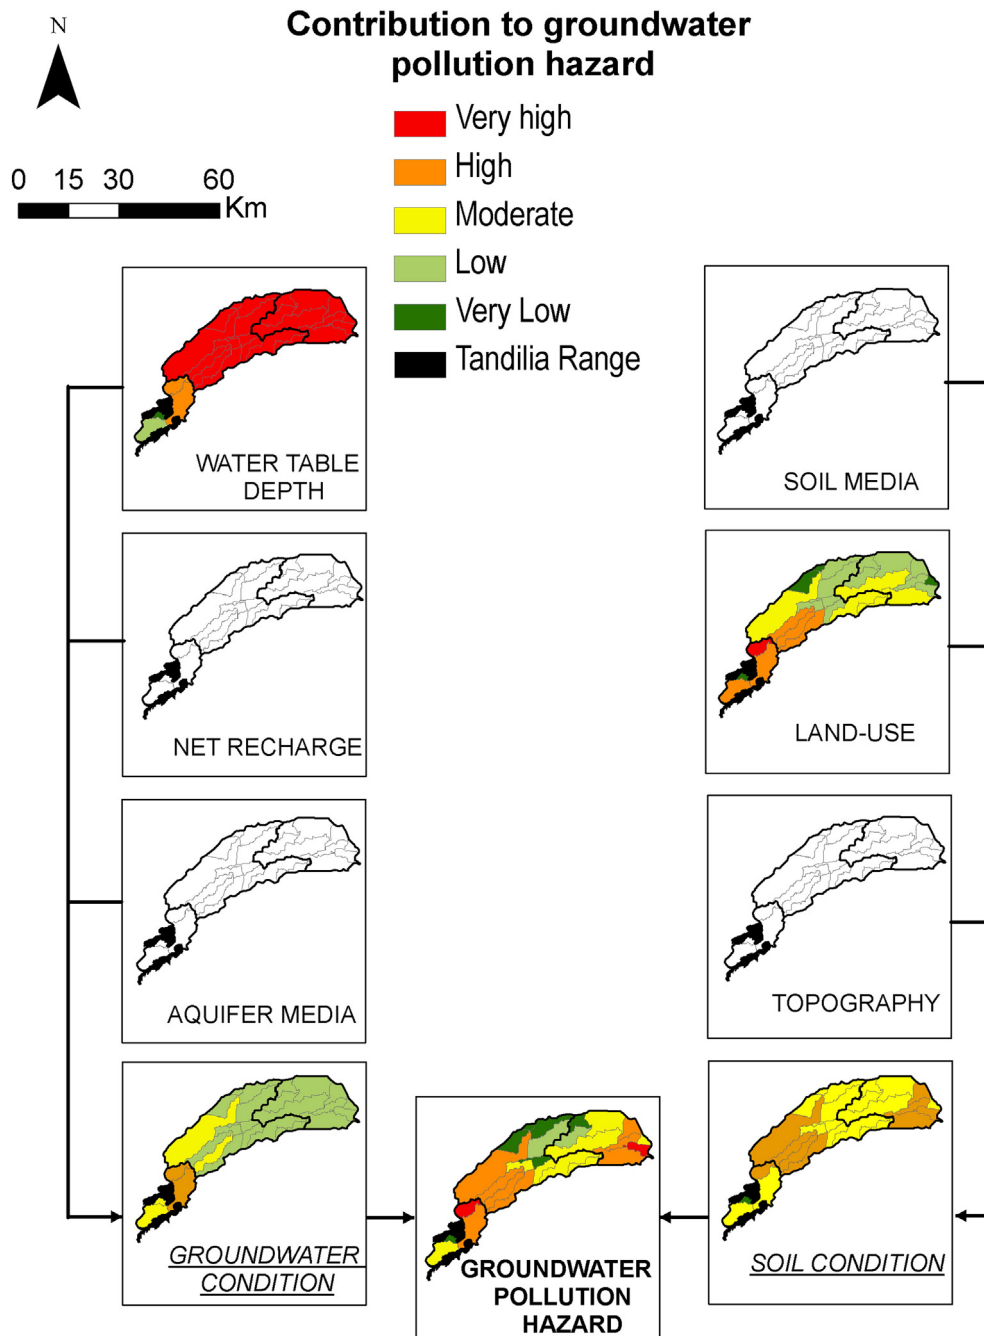 Contribution to groundwater
pollution hazard
N
0 15 30 60
Km
Very high
High
Moderate
Low
Very Low
Tandilia Range
WATER TABLE
DEPTH
SOIL MEDIA
NET RECHARGE
LAND-USE
AQUIFER MEDIA
TOPOGRAPHY
GROUNDWATER
CONDITION
GROUNDWATER
POLLUTION
HAZARD
SOIL CONDITION